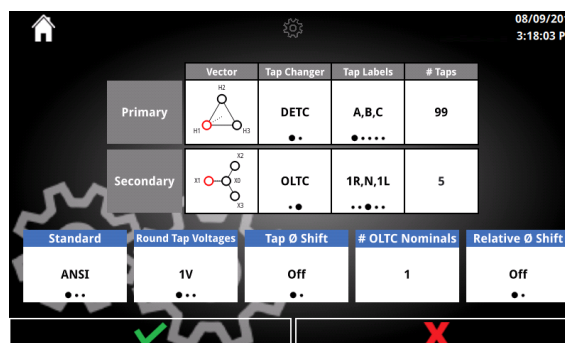 08/09/20
3:18:03 P
Vector Tap Changer Tap Labels # Taps
Primary H2 H1 H3 DETC A,B,C 99
Secondary X2 X1 X0 X3 OLTC 1R,N,1L 5
Standard Round Tap Voltages Tap Ø Shift # OLTC Nominals Relative Ø Shift
ANSI 1V Off 1 Off